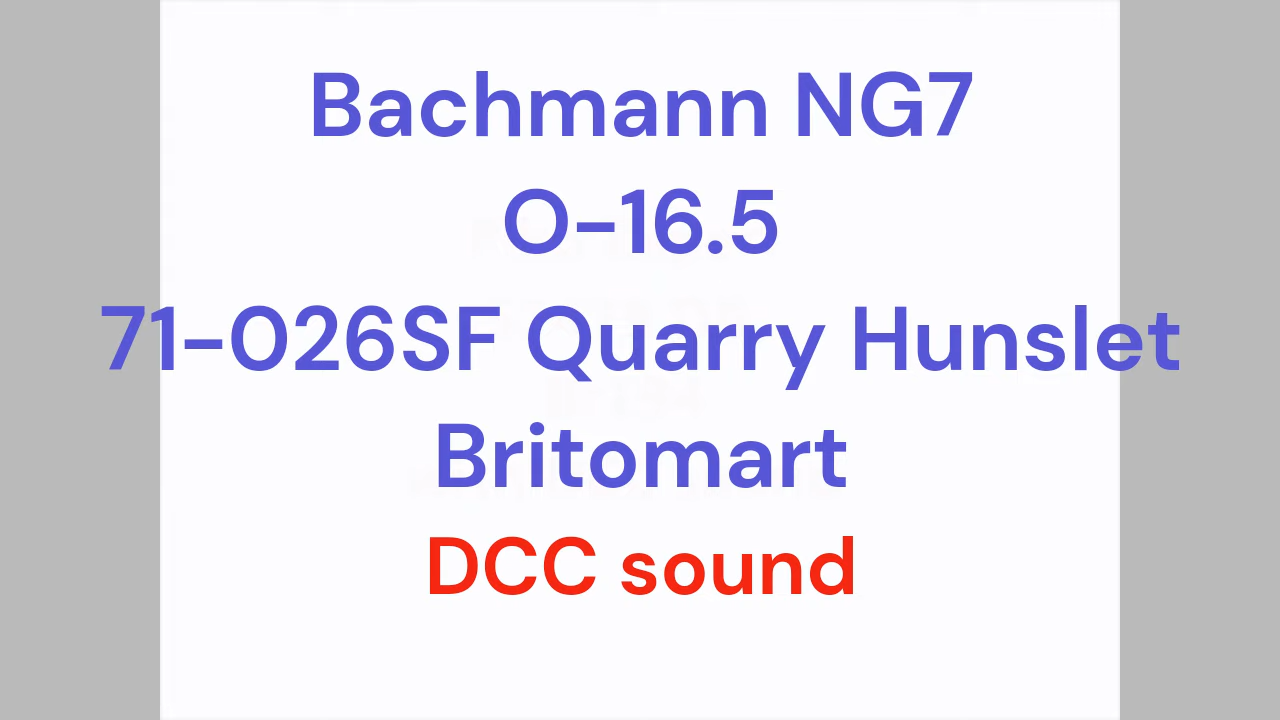 Bachmann NG7
O-16.5
71-026SF Quarry Hunslet
Britomart
DCC sound